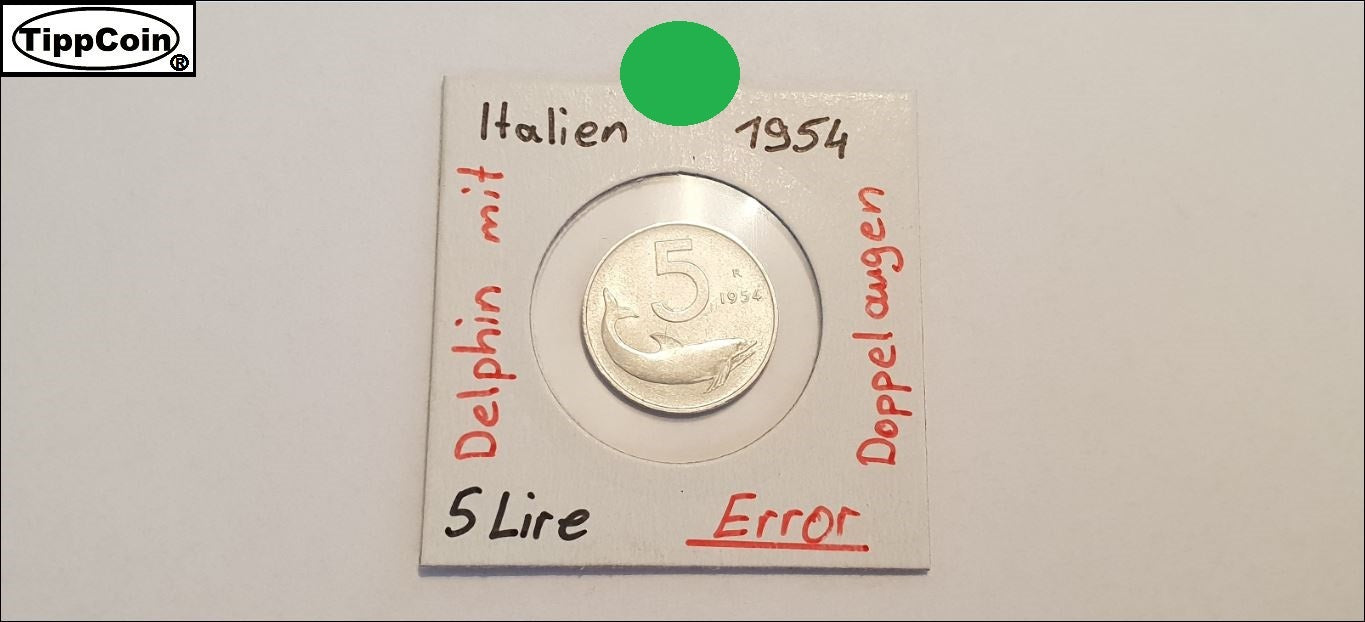 TippCoin
®
Italien 1954
Delphin mit
Doppelaugen
5
R
1954
5 Lire
Error